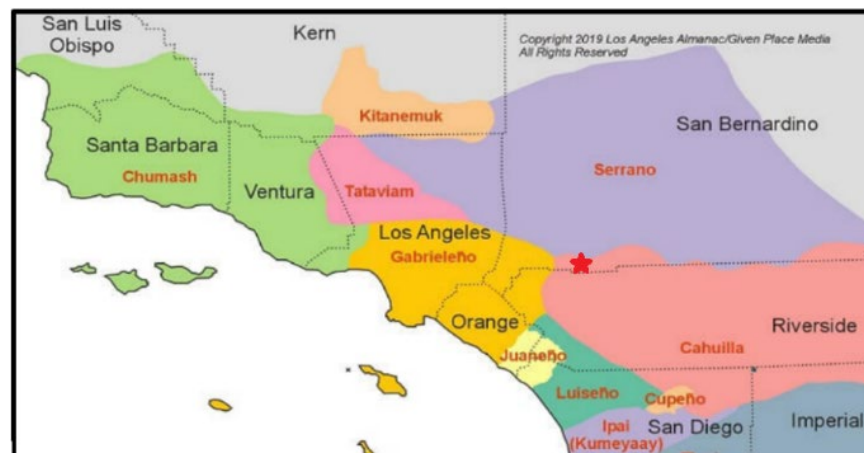 San Luis
Obispo
Kern
Copyright 2019 Los Angeles Almanac/Given Place Media
All Rights Reserved
Kitanemuk
San Bernardino
Santa Barbara
Chumash
Ventura
Tataviam
Serrano
Los Angeles
Gabrieleño
Orange
Riverside
Juaneño
Cahuilla
Luiseño
Cupeño
Ipai
(Kumeyaay)
San Diego
Imperial